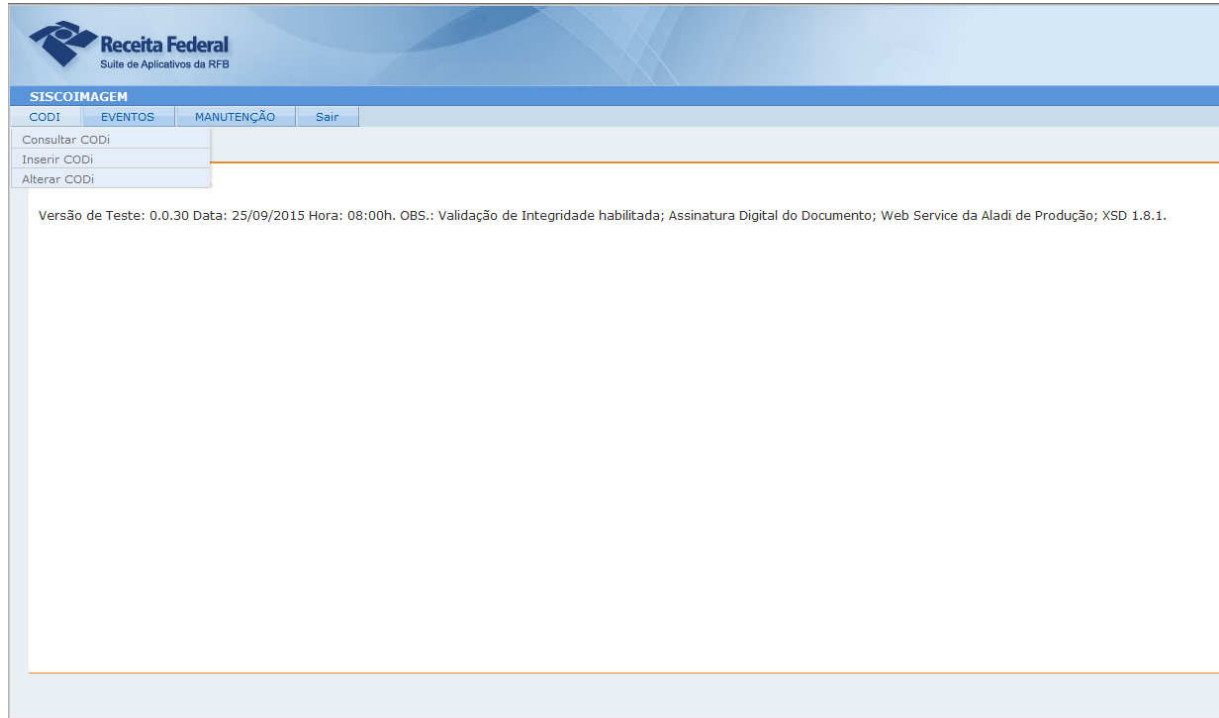 Receita Federal
Suite de Aplicativos da RFB
SISCOIMAGEM
CODI EVENTOS MANUTENÇÃO Sair
Consultar CODi
Inserir CODi
Alterar CODi
Versão de Teste: 0.0.30 Data: 25/09/2015 Hora: 08:00h. OBS.: Validação de Integridade habilitada; Assinatura Digital do Documento; Web Service da Aladi de Produção; XSD 1.8.1.